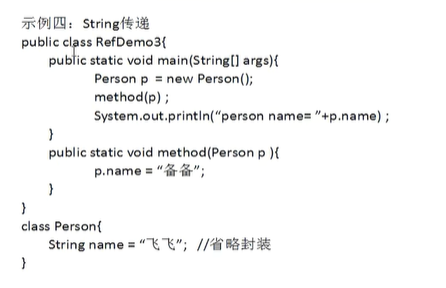 示例四：String传递
public class RefDemo3{
public static void main(String[] args){
Person p = new Person();
method(p) ;
System.out.println(“person name= ”+p.name) ;
}
public static void method(Person p ){
p.name = “备备”;
}
}
class Person{
String name = “飞飞”; //省略封装
}